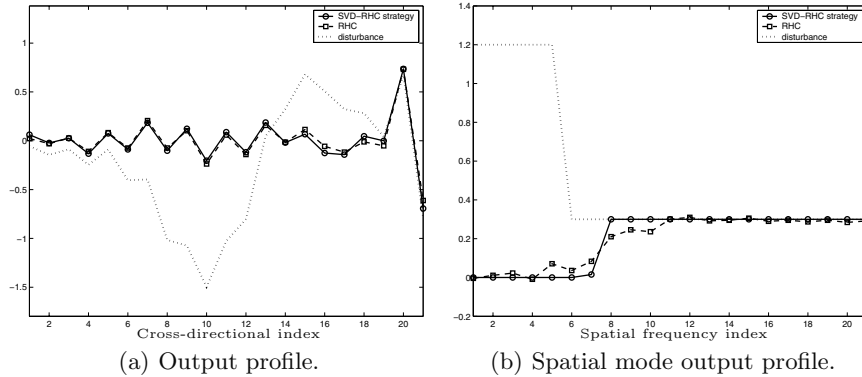 SVD−RHC strategy
RHC
disturbance
1
0.5
0
−0.5
−1
−1.5
2 4 6 8 10 12 14 16 18 20
Cross-directional index
(a) Output profile.
SVD−RHC strategy
RHC
disturbance
1.4
1.2
1
0.8
0.6
0.4
0.2
0
−0.2
2 4 6 8 10 12 14 16 18 20
Spatial frequency index
(b) Spatial mode output profile.